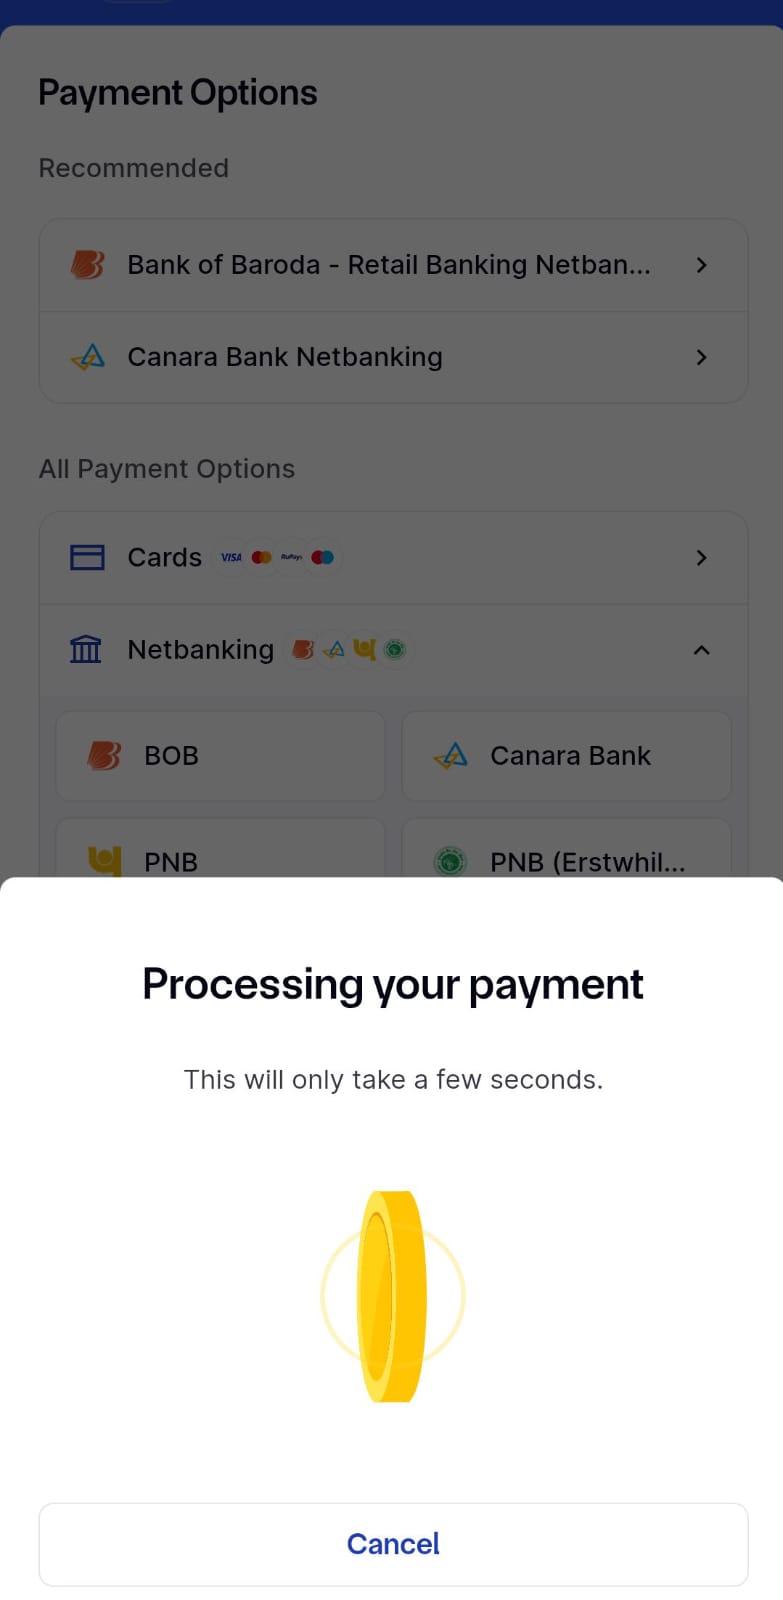 Payment Options
Recommended
Bank of Baroda - Retail Banking Netban...
Canara Bank Netbanking
All Payment Options
Cards VISA RuPay
Netbanking
BOB
Canara Bank
PNB
PNB (Erstwhil...
Processing your payment
This will only take a few seconds.
Cancel